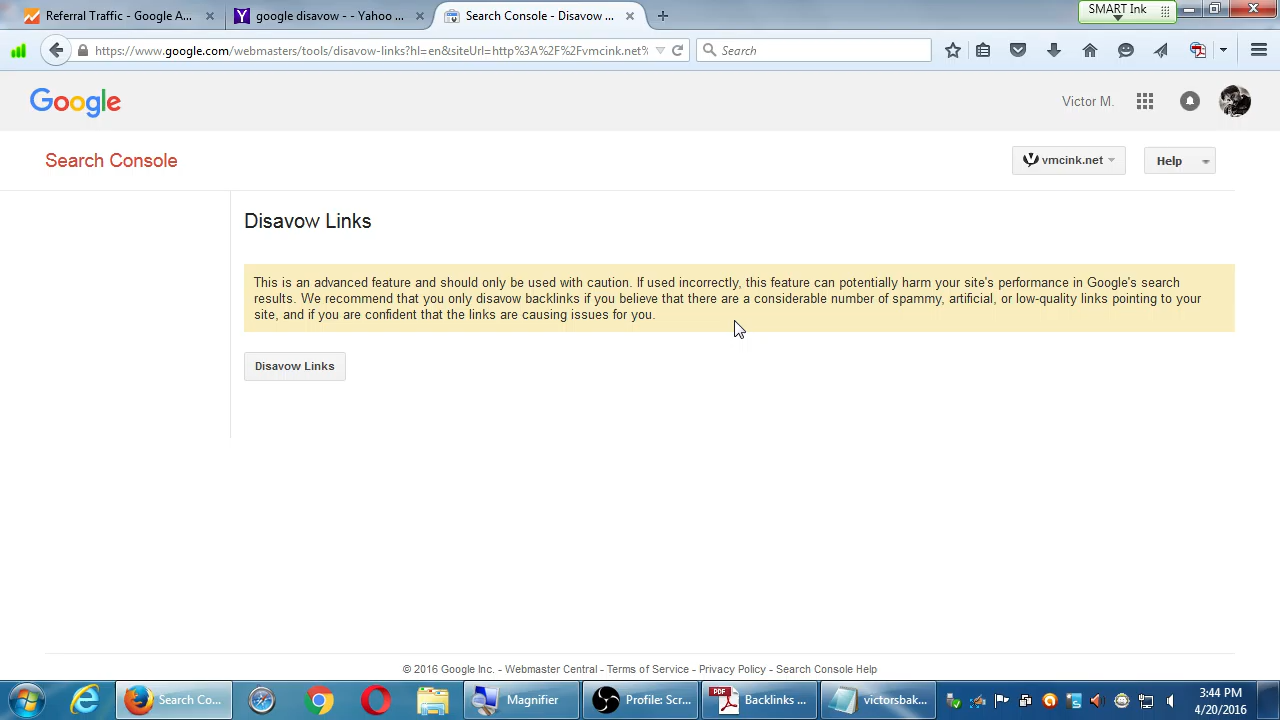 Referral Traffic - Google A...
google disavow - - Yahoo ...
Search Console - Disavow ...
SMART Ink
https://www.google.com/webmasters/tools/disavow-links?hl=en&siteUrl=http%3A%2F%2Fvmcink.net%
Search
Google
Victor M.
Search Console
vmcink.net
Help
Disavow Links
This is an advanced feature and should only be used with caution. If used incorrectly, this feature can potentially harm your site's performance in Google's search
results. We recommend that you only disavow backlinks if you believe that there are a considerable number of spammy, artificial, or low-quality links pointing to your
site, and if you are confident that the links are causing issues for you.
Disavow Links
© 2016 Google Inc. - Webmaster Central - Terms of Service - Privacy Policy - Search Console Help
Search Co...
Magnifier
Profile: Scr...
PDF
Backlinks ...
victorsbak...
3:44 PM
4/20/2016